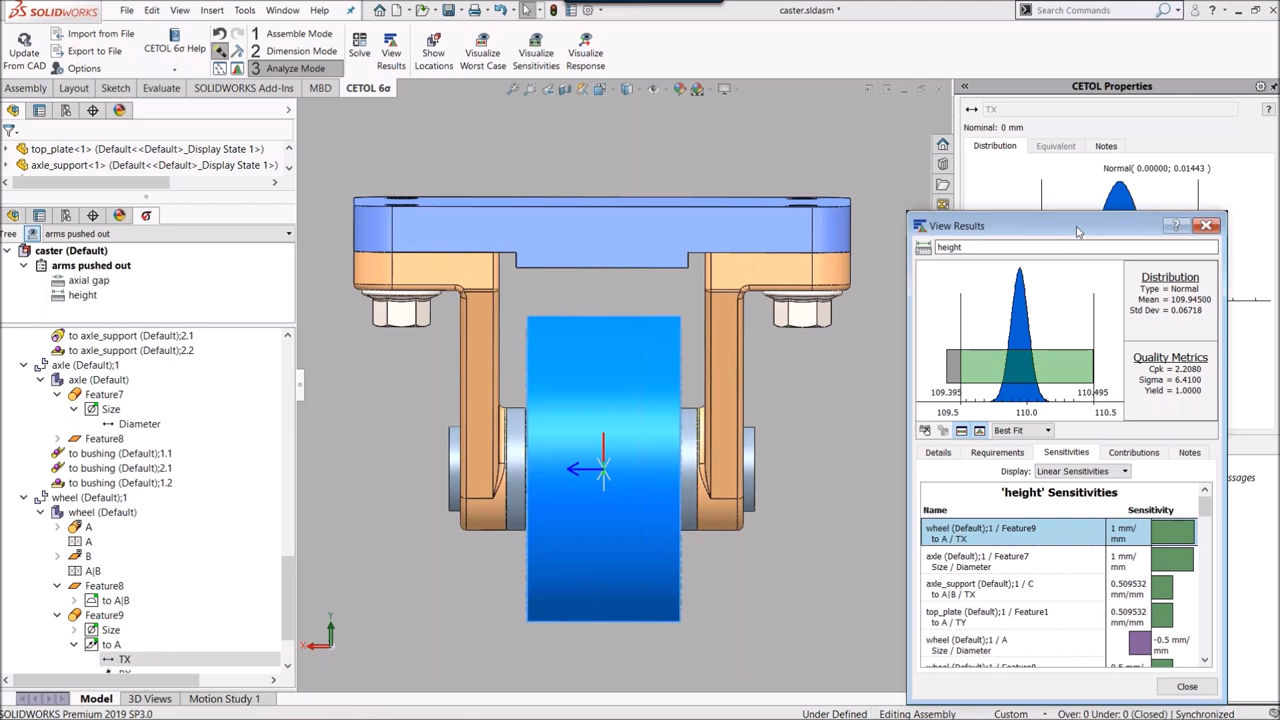 SOLIDWORKS
File
Edit
View
Insert
Tools
Window
caster.sldasm *
Search Commands
Update
From CAD
Import from File
Export to File
Options
CETOL 6σ Help
1 Assemble Mode
2 Dimension Mode
3 Analyze Mode
Solve
View
Results
Show
Locations
Visualize
Worst Case
Visualize
Sensitivities
Visualize
Response
Assembly
Layout
Sketch
Evaluate
SOLIDWORKS Add-Ins
MBD
CETOL 6σ
top_plate<1> (Default<<Default>_Display State 1>)
axle_support<1> (Default<<Default>_Display State 1>)
Tree
arms pushed out
caster (Default)
arms pushed out
axial gap
height
to axle_support (Default);2.1
to axle_support (Default);2.2
axle (Default);1
axle (Default)
Feature7
Size
Diameter
Feature8
to bushing (Default);1.1
to bushing (Default);2.1
to bushing (Default);1.2
wheel (Default);1
wheel (Default)
A
A
B
A|B
Feature8
to A|B
Feature9
Size
to A
TX
Y
X
Model
3D Views
Motion Study 1
SOLIDWORKS Premium 2019 SP3.0
Under Defined
Editing Assembly
Custom
Over: 0 Under: 0 (Closed)
Synchronized
CETOL Properties
TX
Nominal: 0 mm
Distribution
Equivalent
Notes
Normal( 0.00000; 0.01443 )
View Results
height
Distribution
Type = Normal
Mean = 109.94500
Std Dev = 0.06718
Quality Metrics
Cpk = 2.2080
Sigma = 6.4100
Yield = 1.0000
109.395
110.495
109.5
110.0
110.5
Best Fit
Details
Requirements
Sensitivities
Contributions
Notes
Display:
Linear Sensitivities
'height' Sensitivities
Name
Sensitivity
wheel (Default);1 / Feature9
to A / TX
1 mm/
mm
axle (Default);1 / Feature7
Size / Diameter
1 mm/
mm
axle_support (Default);1 / C
to A|B / TX
0.509532
mm/mm
top_plate (Default);1 / Feature1
to A / TY
0.509532
mm/mm
wheel (Default);1 / A
Size / Diameter
-0.5 mm/
mm
Close